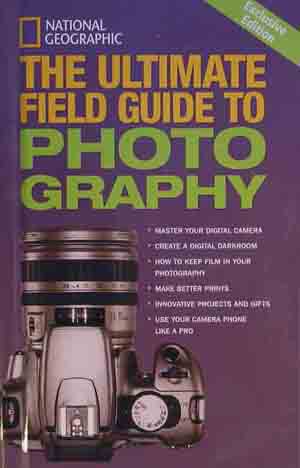 Exclusive
Edition
NATIONAL
GEOGRAPHIC
THE ULTIMATE
FIELD GUIDE TO
PHOTO
GRAPHY
• MASTER YOUR DIGITAL CAMERA
• CREATE A DIGITAL DARKROOM
• HOW TO KEEP FILM IN YOUR
PHOTOGRAPHY
• MAKE BETTER PRINTS
• INNOVATIVE PROJECTS AND GIFTS
• USE YOUR CAMERA PHONE
LIKE A PRO